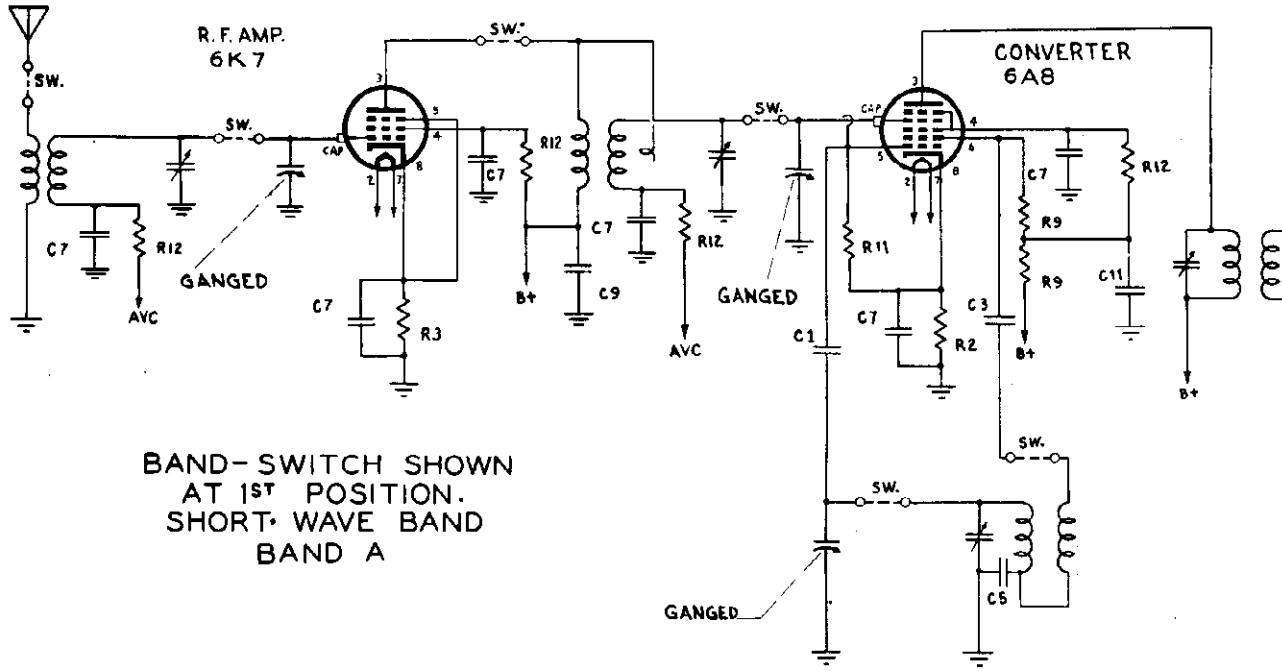 R.F. AMP.
6K7
SW.
SW.
SW.
SW.
CONVERTER
6A8
3
5
4
8
CAP
2
7
C7
R12
AVC
GANGED
C7
R12
C7
R3
B+
C9
C7
R12
AVC
GANGED
3
CAP
4
4
5
8
2
7
C7
R12
R11
R9
R9
C11
C1
C7
R2
C3
B+
B+
SW.
SW.
C5
GANGED
BAND-SWITCH SHOWN
AT 1ST POSITION.
SHORT-WAVE BAND
BAND A